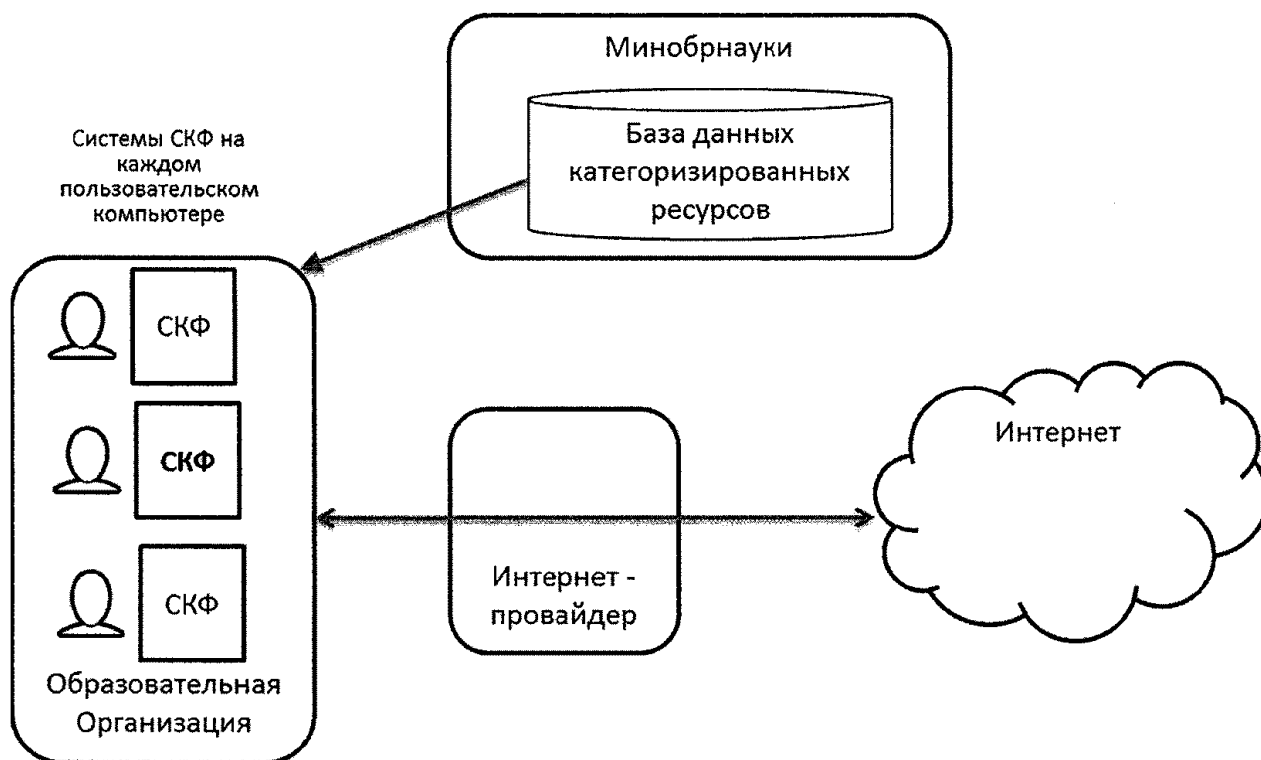 Минобрнауки
База данных
категоризированных
ресурсов
Системы СКФ на
каждом
пользовательском
компьютере
СКФ
СКФ
СКФ
Образовательная
Организация
Интернет -
провайдер
Интернет